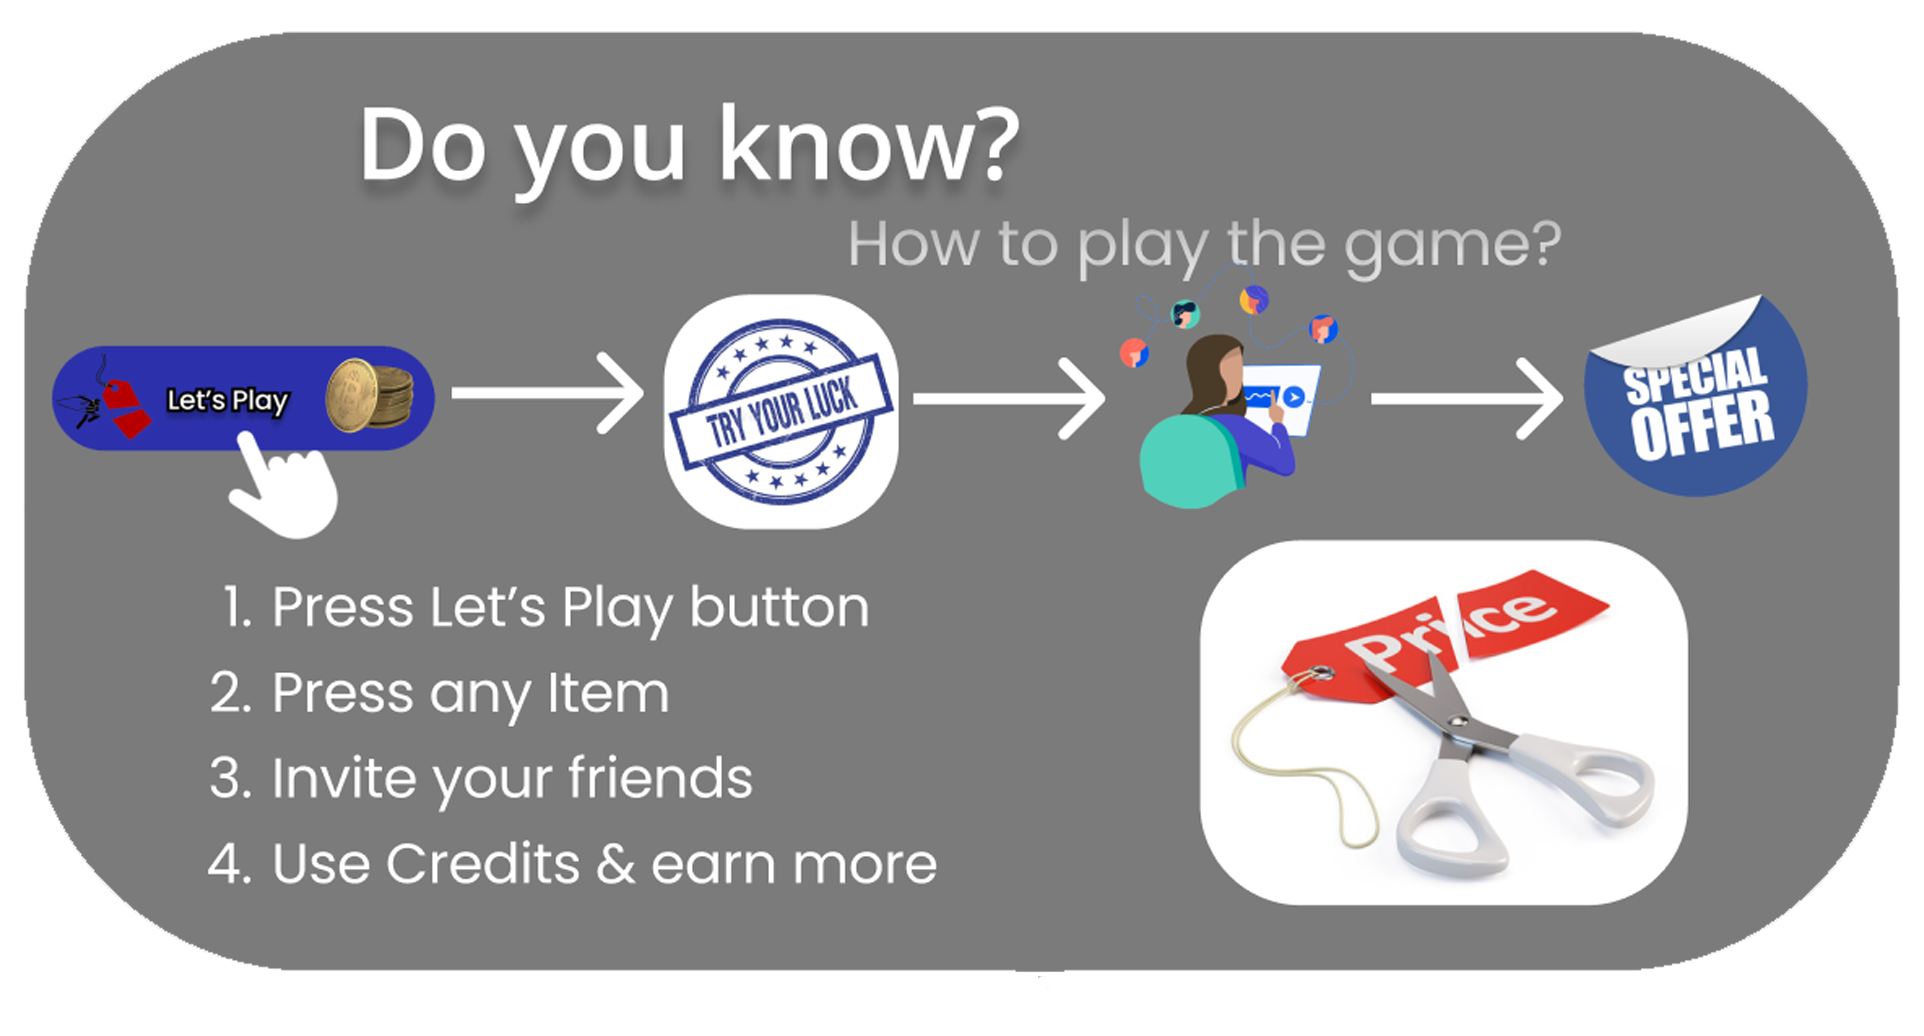 Do you know?
How to play the game?
Let's Play
TRY YOUR LUCK
SPECIAL
OFFER
1. Press Let's Play button
2. Press any Item
3. Invite your friends
4. Use Credits & earn more
Price